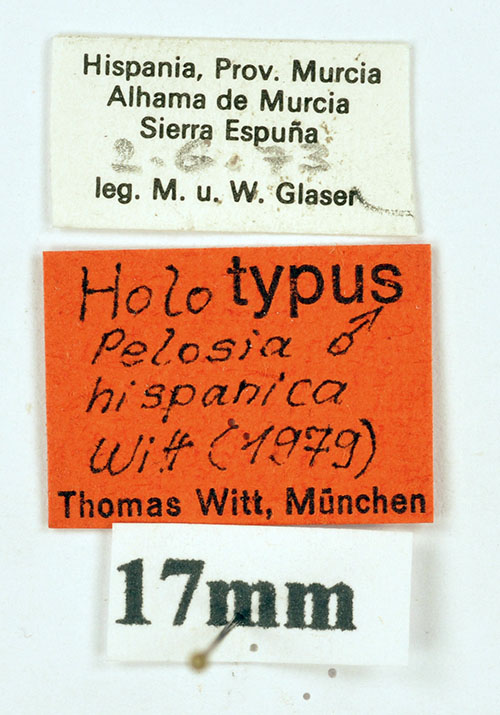 Hispania, Prov. Murcia
Alhama de Murcia
Sierra Espuña
2.6.73
leg. M. u. W. Glaser
Holotypus
Pelosia ♂
hispanica
Witt (1979)
Thomas Witt, München
17mm